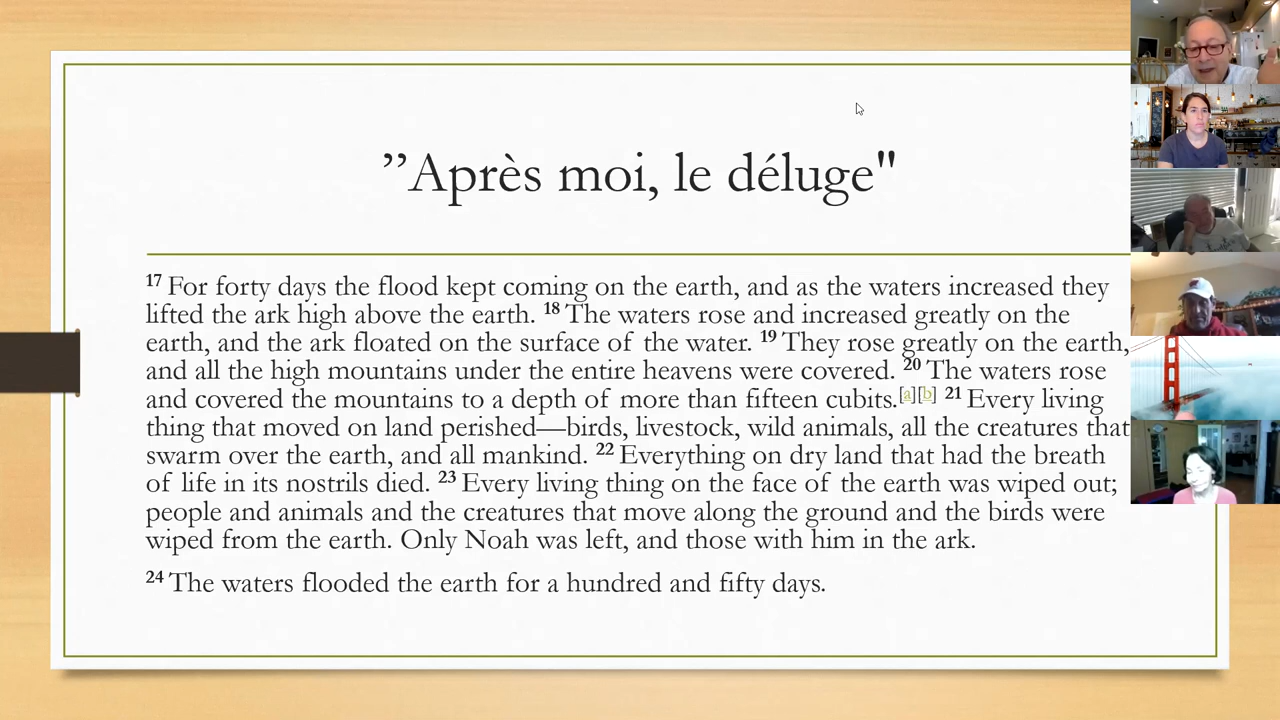 ”Après moi, le déluge"
17 For forty days the flood kept coming on the earth, and as the waters increased they
lifted the ark high above the earth. 18 The waters rose and increased greatly on the
earth, and the ark floated on the surface of the water. 19 They rose greatly on the earth,
and all the high mountains under the entire heavens were covered. 20 The waters rose
and covered the mountains to a depth of more than fifteen cubits.[a][b] 21 Every living
thing that moved on land perished—birds, livestock, wild animals, all the creatures that
swarm over the earth, and all mankind. 22 Everything on dry land that had the breath
of life in its nostrils died. 23 Every living thing on the face of the earth was wiped out;
people and animals and the creatures that move along the ground and the birds were
wiped from the earth. Only Noah was left, and those with him in the ark.
24 The waters flooded the earth for a hundred and fifty days.